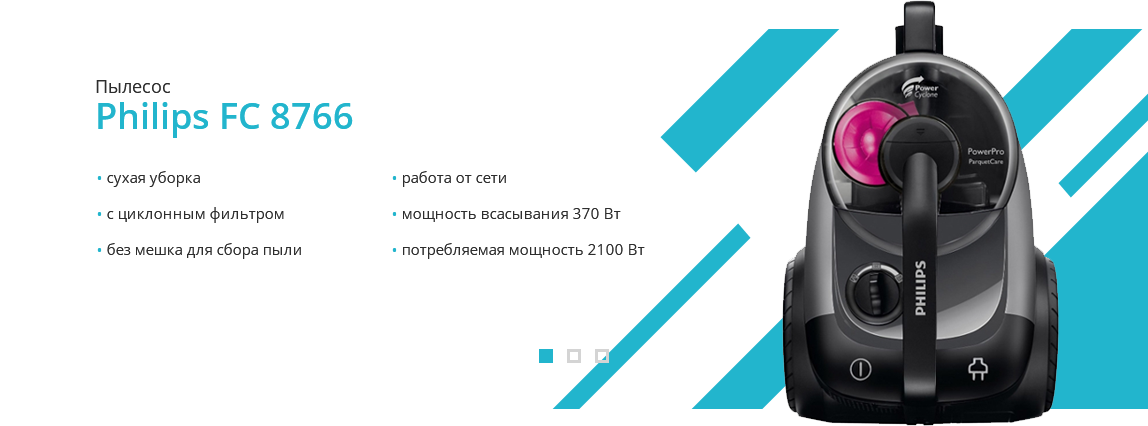 Пылесос
Philips FC 8766
• сухая уборка
• с циклонным фильтром
• без мешка для сбора пыли
• работа от сети
• мощность всасывания 370 Вт
• потребляемая мощность 2100 Вт
Power
Cyclone
PowerPro
ParquetCare
PHILIPS